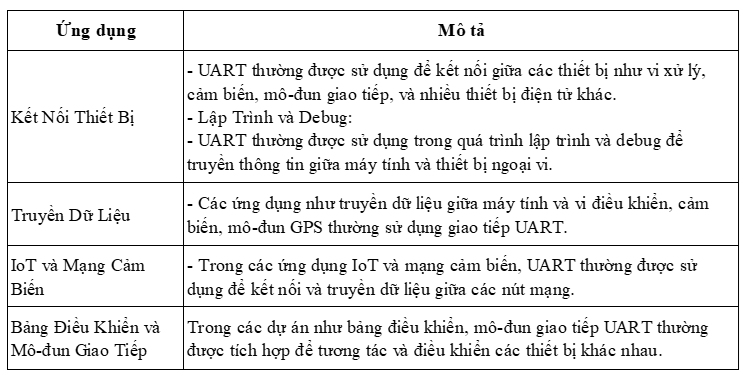 Ứng dụng
Mô tả
Kết Nối Thiết Bị
- UART thường được sử dụng để kết nối giữa các thiết bị như vi xử lý,
cảm biến, mô-đun giao tiếp, và nhiều thiết bị điện tử khác.
- Lập Trình và Debug:
- UART thường được sử dụng trong quá trình lập trình và debug để
truyền thông tin giữa máy tính và thiết bị ngoại vi.
Truyền Dữ Liệu
- Các ứng dụng như truyền dữ liệu giữa máy tính và vi điều khiển, cảm
biến, mô-đun GPS thường sử dụng giao tiếp UART.
IoT và Mạng Cảm
Biến
- Trong các ứng dụng IoT và mạng cảm biến, UART thường được sử
dụng để kết nối và truyền dữ liệu giữa các nút mạng.
Bảng Điều Khiển và
Mô-đun Giao Tiếp
Trong các dự án như bảng điều khiển, mô-đun giao tiếp UART thường
được tích hợp để tương tác và điều khiển các thiết bị khác nhau.